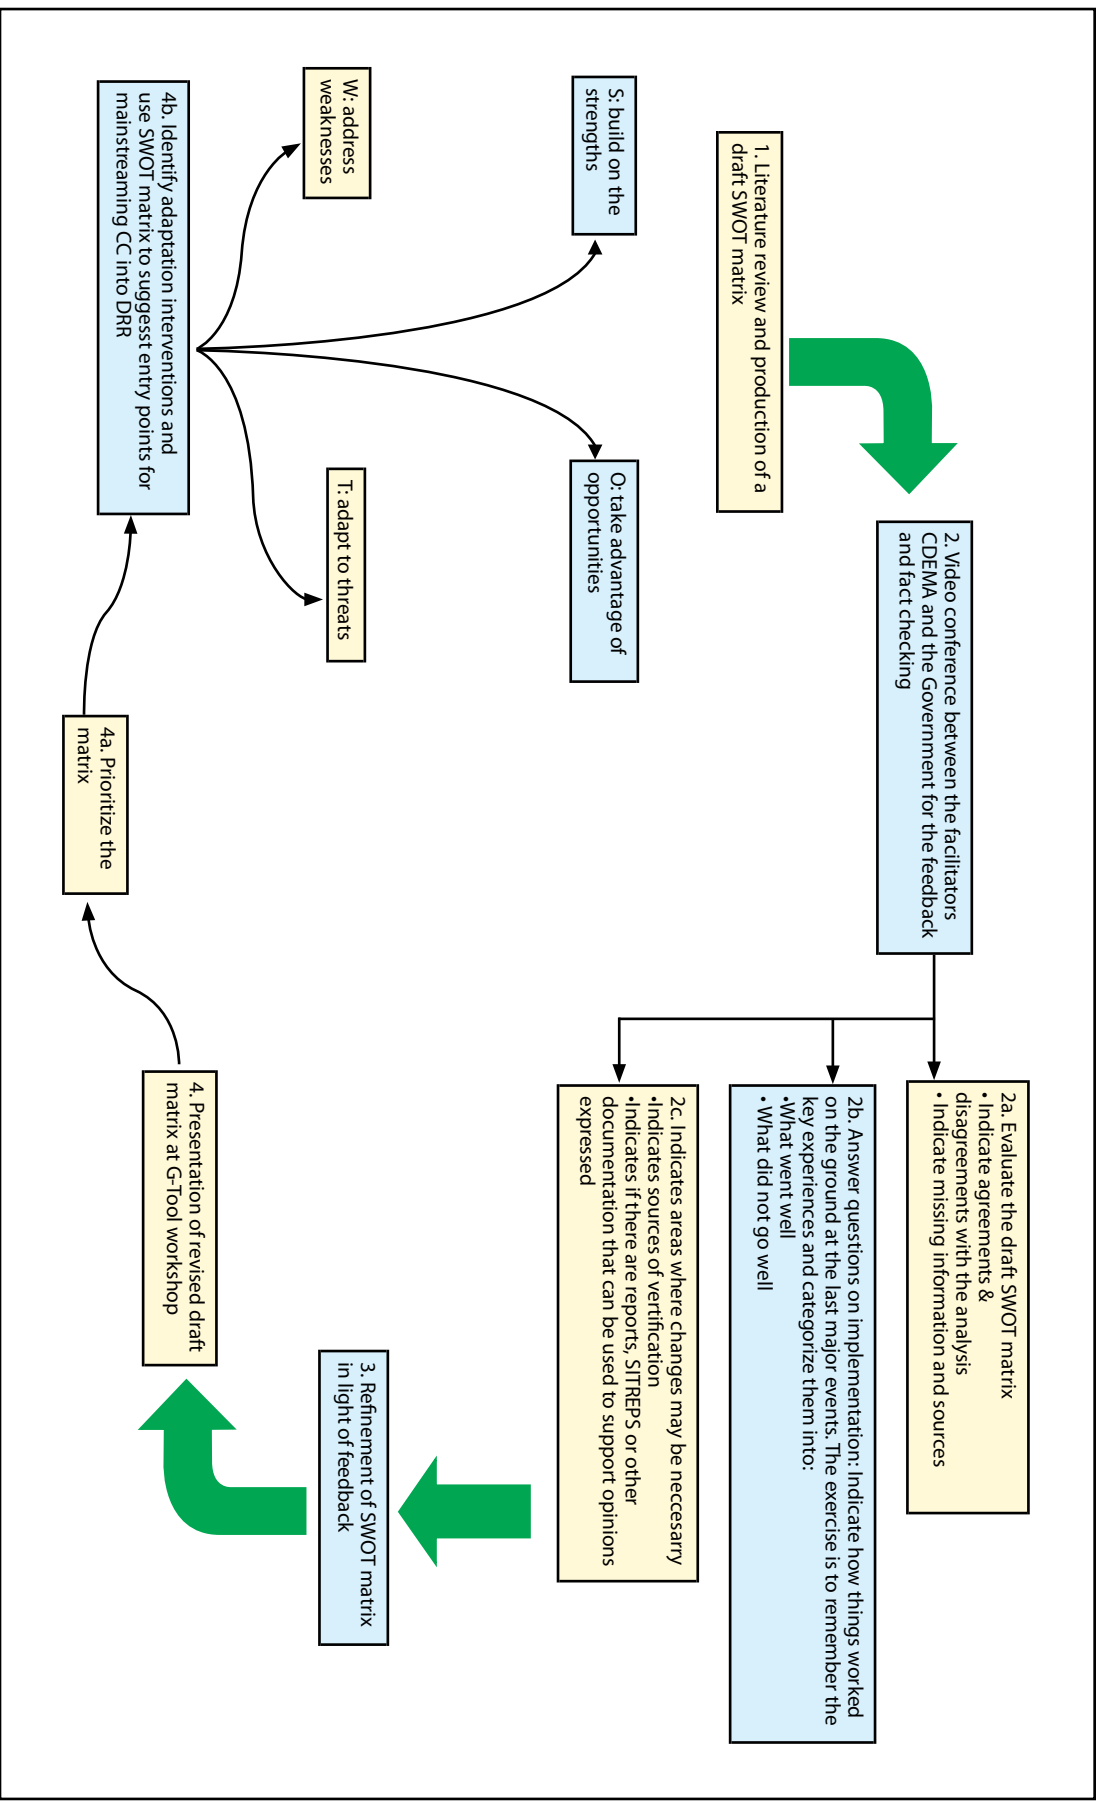 1. Literature review and production of a
draft SWOT matrix
2. Video conference between the facilitators
CDEMA and the Government for the feedback
and fact checking
2a. Evaluate the draft SWOT matrix
• Indicate agreements &
disagreements with the analysis
• Indicate missing information and sources
2b. Answer questions on implementation: Indicate how things worked
on the ground at the last major events. The exercise is to remember the
key experiences and categorize them into:
•What went well
• What did not go well
2c. Indicates areas where changes may be neccesarry
•Indicates sources of vertification
•Indicates if there are reports, SITREPS or other
documentation that can be used to support opinions
expressed
3. Refinement of SWOT matrix
in light of feedback
4. Presentation of revised draft
matrix at G-Tool workshop
4a. Prioritize the
matrix
4b. Identify adaptation interventions and
use SWOT matrix to suggesst entry points for
mainstreaming CC into DRR
S: build on the
strengths
W: address
weaknesses
O: take advantage of
opportunities
T: adapt to threats